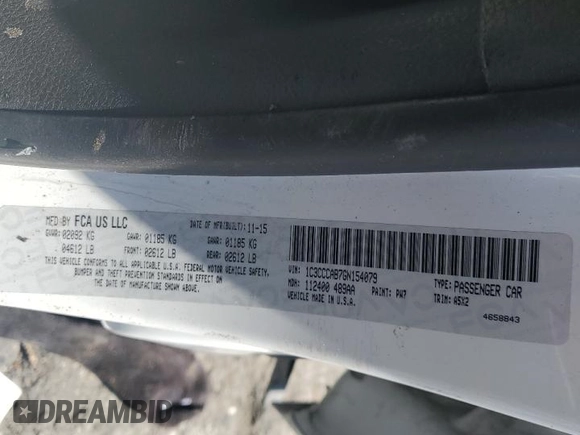 MFD BY FCA US LLC DATE OF MFR(BUILT): 11-15
GVWR: 02092 KG GAWR: 01185 KG GAWR: 01185 KG
04612 LB FRONT: 02612 LB REAR: 02612 LB
THIS VEHICLE CONFORMS TO ALL APPLICABLE U.S.A. FEDERAL MOTOR VEHICLE SAFETY,
BUMPER AND THEFT PREVENTION STANDARDS IN EFFECT ON
THE DATE OF MANUFACTURE SHOWN ABOVE.
VIN: 1C3CCCAB7GN154079 TYPE: PASSENGER CAR
MDH: 112400 489AA PAINT: PW7 TRIM: A5X2
VEHICLE MADE IN U.S.A.
4658843
DREAMBID